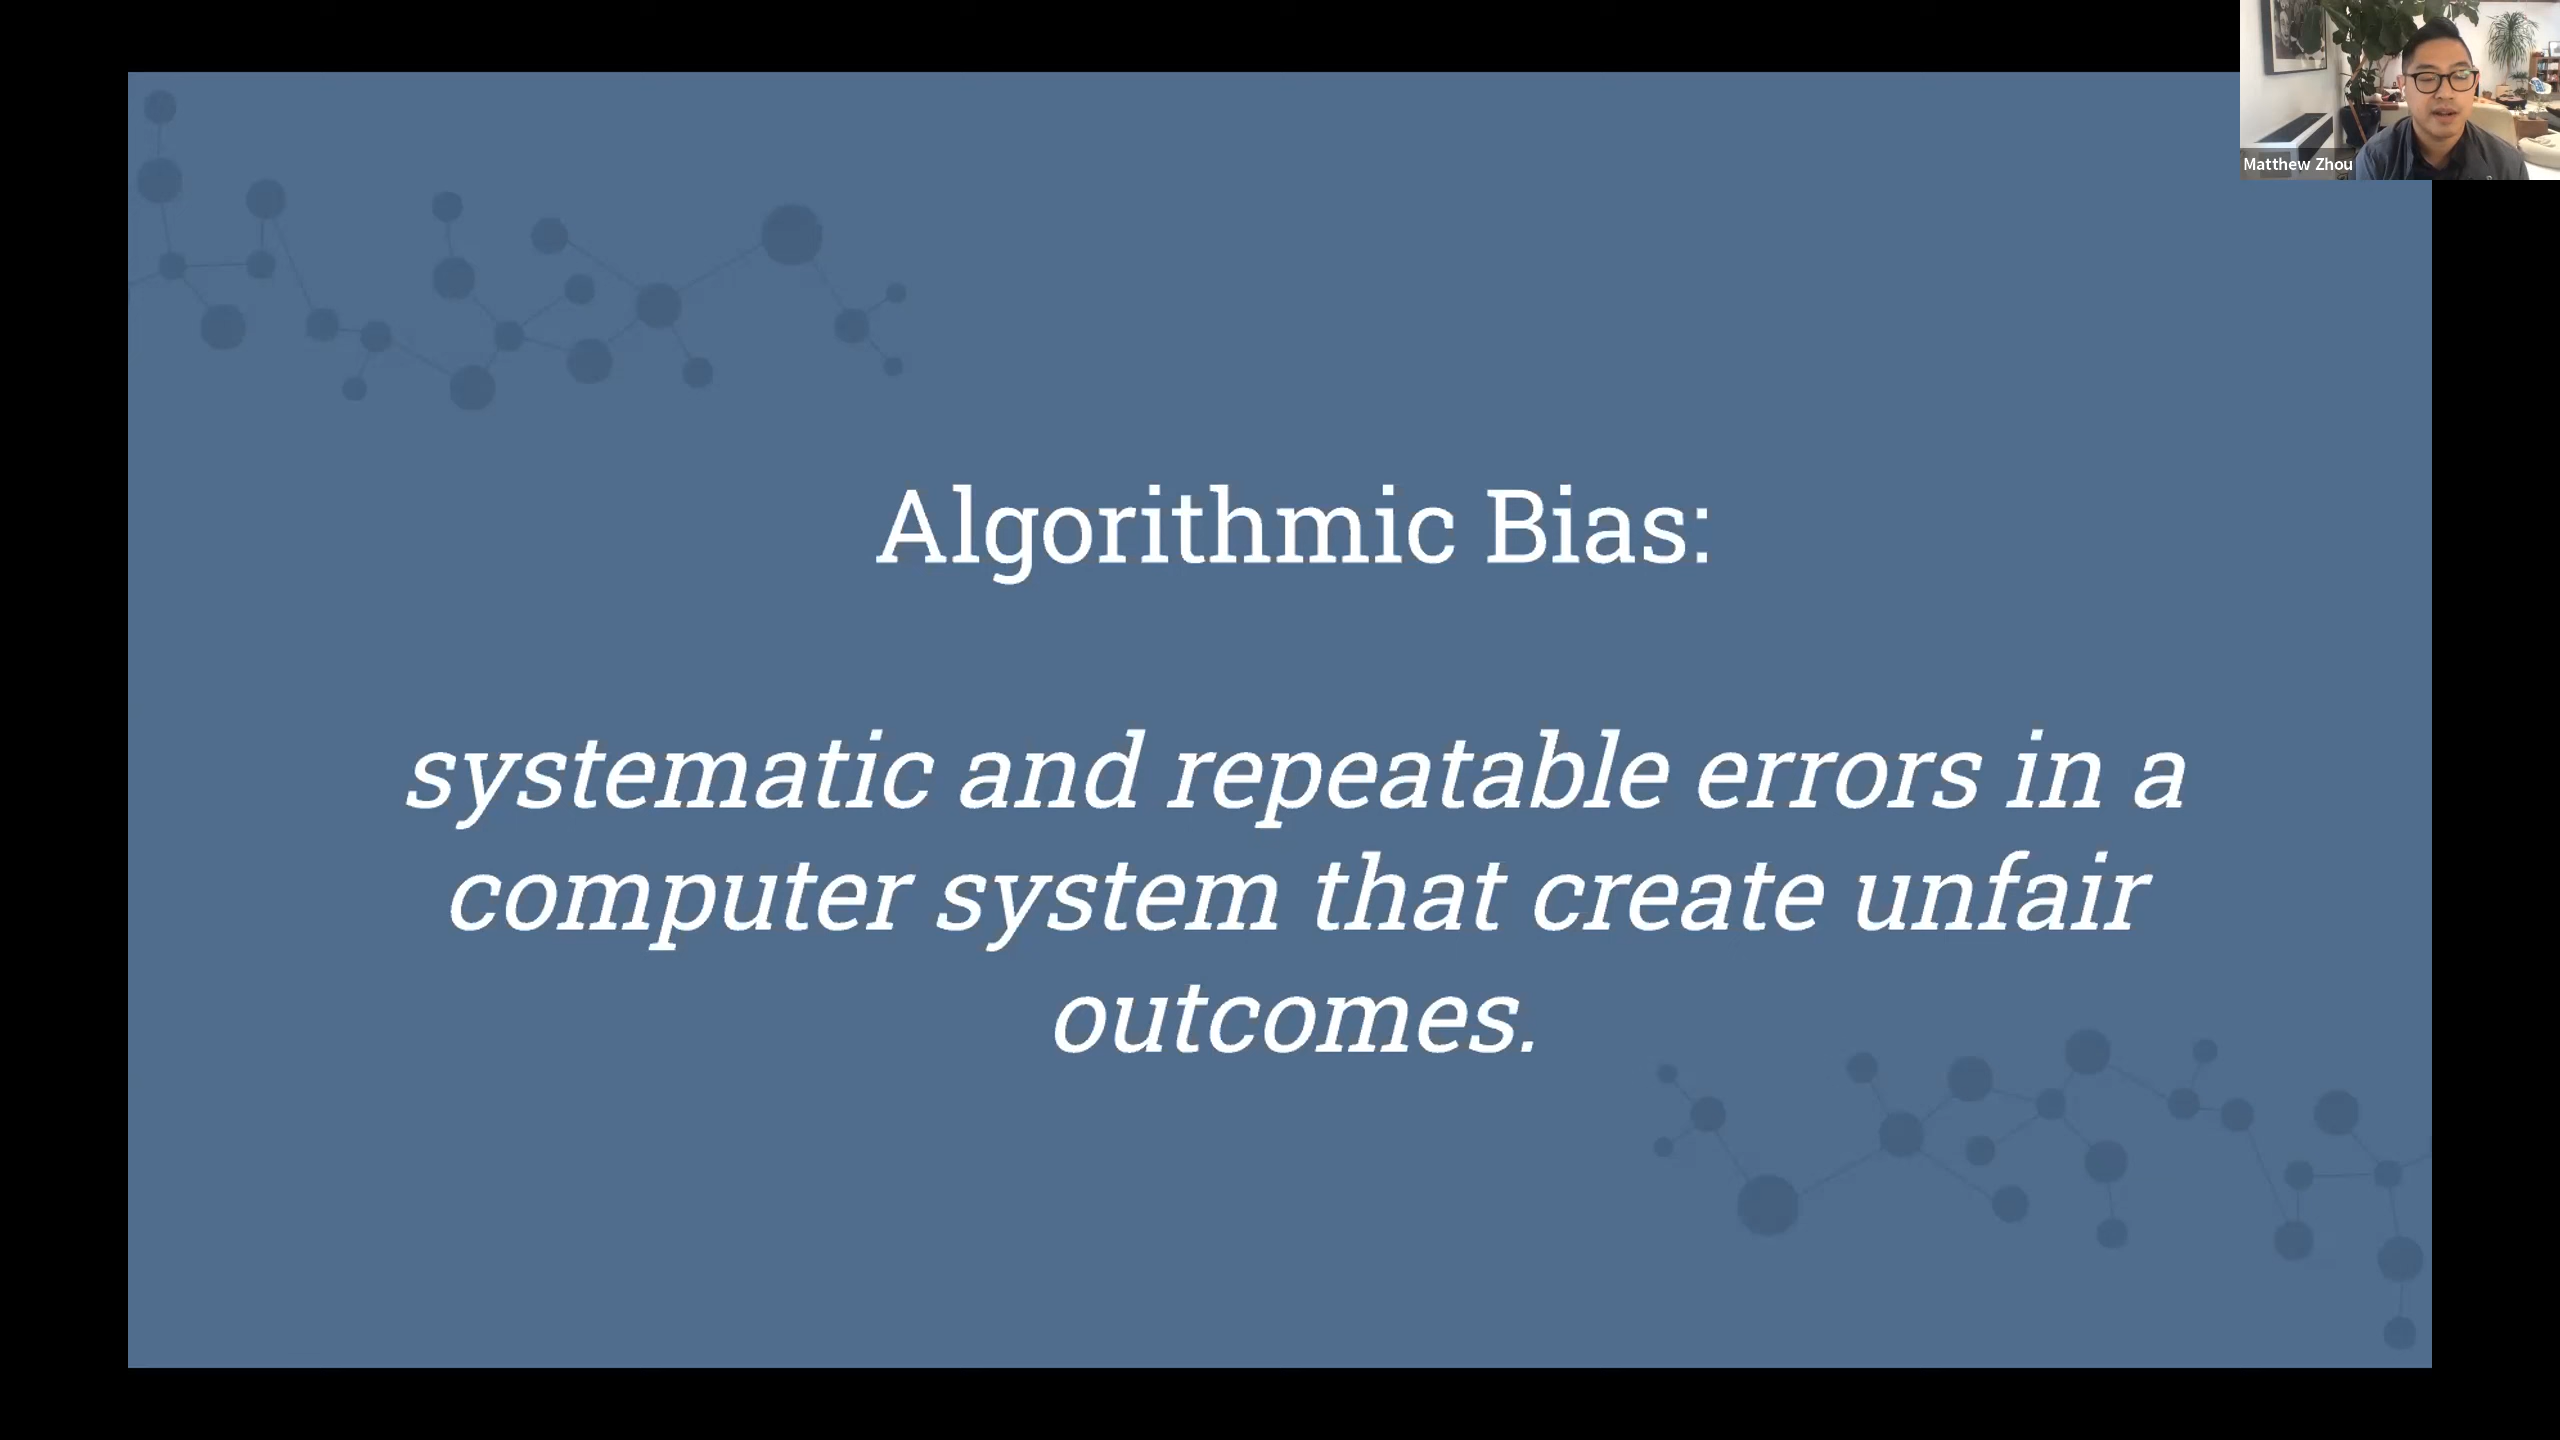 Matthew Zhou
Algorithmic Bias:
systematic and repeatable errors in a
computer system that create unfair
outcomes.